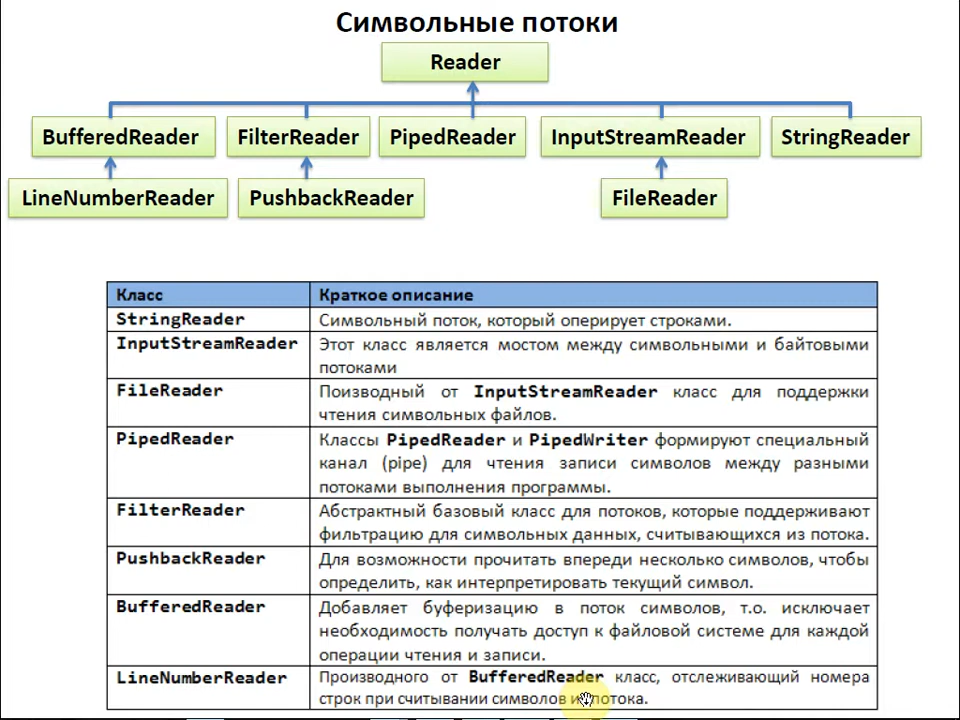 Символьные потоки
Reader
BufferedReader FilterReader PipedReader InputStreamReader StringReader
LineNumberReader PushbackReader FileReader
Класс Краткое описание
StringReader Символьный поток, который оперирует строками.
InputStreamReader Этот класс является мостом между символьными и байтовыми
потоками
FileReader Поизводный от InputStreamReader класс для поддержки
чтения символьных файлов.
PipedReader Классы PipedReader и PipedWriter формируют специальный
канал (pipe) для чтения записи символов между разными
потоками выполнения программы.
FilterReader Абстрактный базовый класс для потоков, которые поддерживают
фильтрацию для символьных данных, считывающихся из потока.
PushbackReader Для возможности прочитать впереди несколько символов, чтобы
определить, как интерпретировать текущий символ.
BufferedReader Добавляет буферизацию в поток символов, т.о. исключает
необходимость получать доступ к файловой системе для каждой
операции чтения и записи.
LineNumberReader Производного от BufferedReader класс, отслеживающий номера
строк при считывании символов из потока.